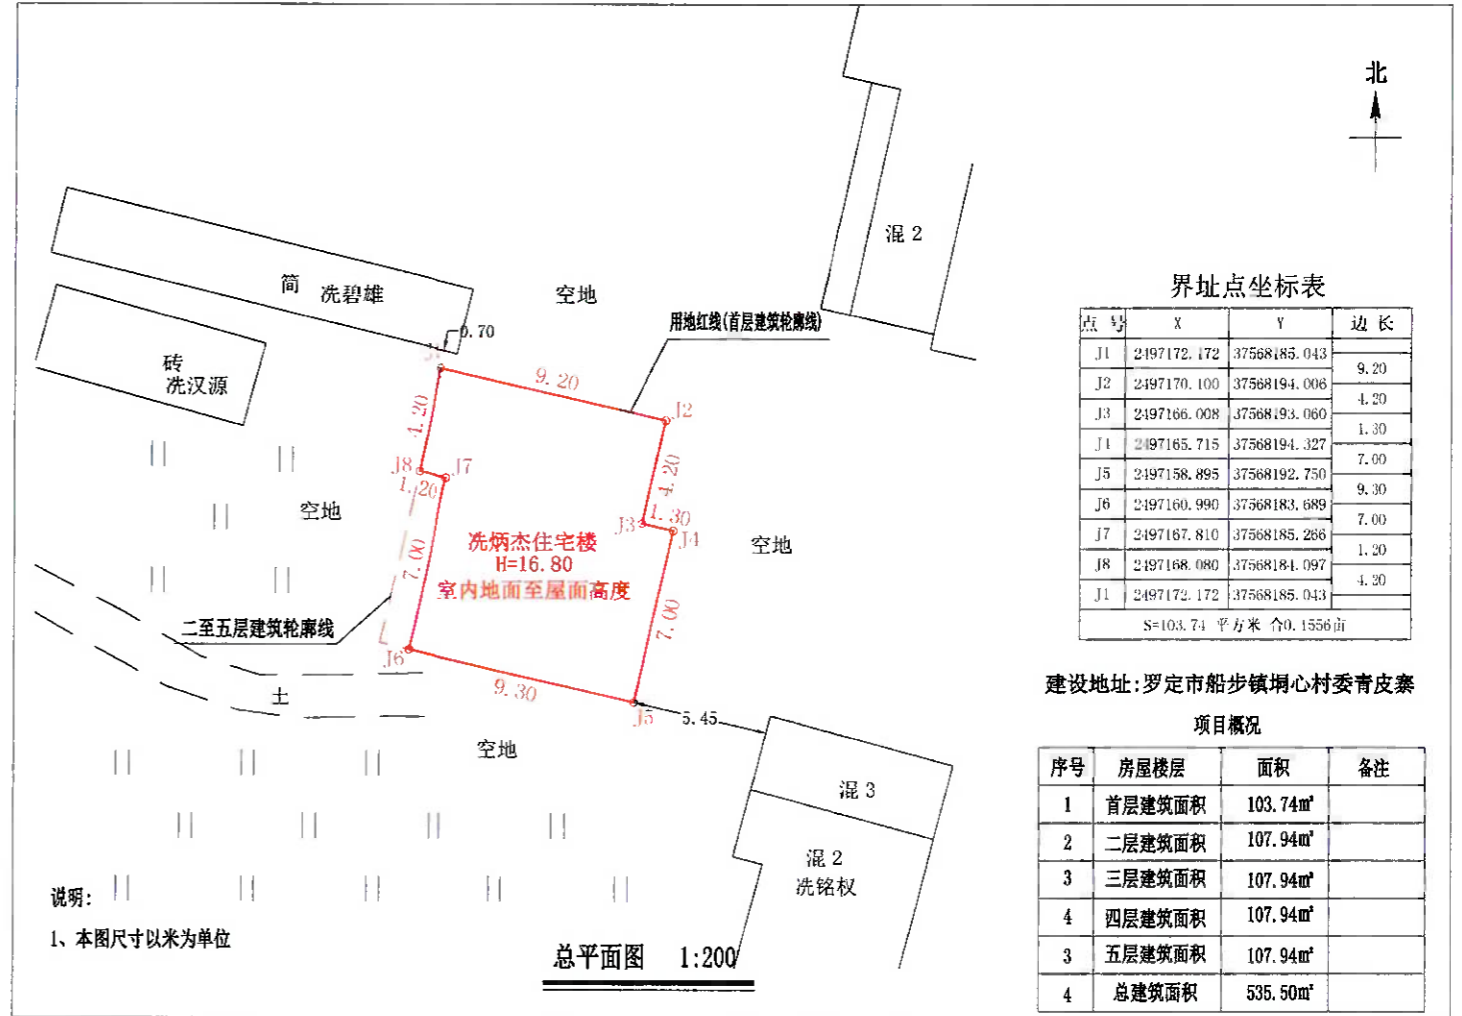 北
混 2
简 冼碧雄
空地
用地红线(首层建筑轮廓线)
0.70
砖
冼汉源
9.20
J2
4.20
J8
J7
1.20
4.20
J3
1.30
J4
空地
空地
冼炳杰住宅楼
H=16.80
室内地面至屋面高度
7.00
7.00
二至五层建筑轮廓线
J6
9.30
J5
5.45
土
空地
混 3
混 2
冼铭权
说明:
1、本图尺寸以米为单位
总平面图 1:200
界址点坐标表
点 号 X Y 边 长
J1 2497172.172 37568185.043
9.20
J2 2497170.100 37568194.006
4.20
J3 2497166.008 37568193.060
1.30
J4 2497165.715 37568194.327
7.00
J5 2497158.895 37568192.750
9.30
J6 2497160.990 37568183.689
7.00
J7 2497167.810 37568185.266
1.20
J8 2497168.080 37568184.097
4.20
J1 2497172.172 37568185.043
S=103.74 平方米 合0.1556亩
建设地址:罗定市船步镇垌心村委青皮寨
项目概况
序号 房屋楼层 面积 备注
1 首层建筑面积 103.74㎡
2 二层建筑面积 107.94㎡
3 三层建筑面积 107.94㎡
4 四层建筑面积 107.94㎡
3 五层建筑面积 107.94㎡
4 总建筑面积 535.50㎡